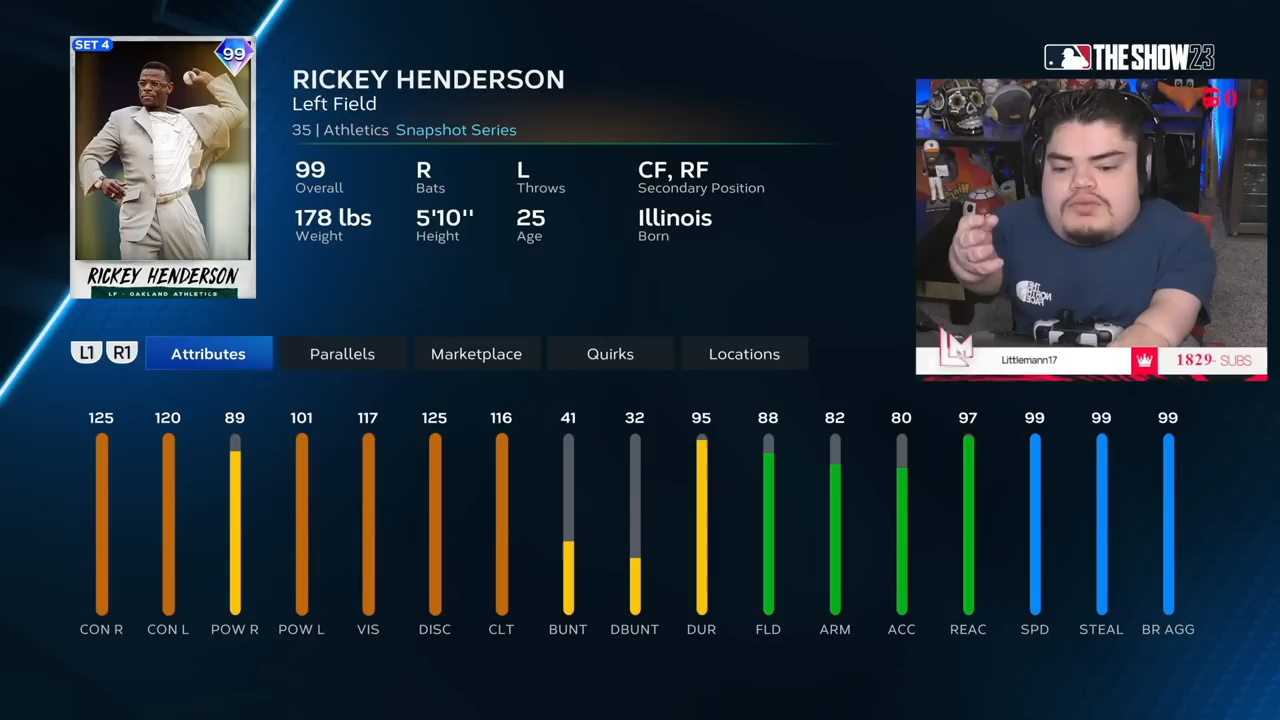 SET 4
99
RICKEY HENDERSON
LF - OAKLAND ATHLETICS
RICKEY HENDERSON
Left Field
35 | Athletics Snapshot Series
99 R L CF, RF
Overall Bats Throws Secondary Position
178 lbs 5'10'' 25 Illinois
Weight Height Age Born
MLB THE SHOW 23
THE
NORTH
FACE
Littlemann17 1829 - SUBS
L1 R1 Attributes Parallels Marketplace Quirks Locations
125 120 89 101 117 125 116 41 32 95 88 82 80 97 99 99 99
CON R CON L POW R POW L VIS DISC CLT BUNT DBUNT DUR FLD ARM ACC REAC SPD STEAL BR AGG